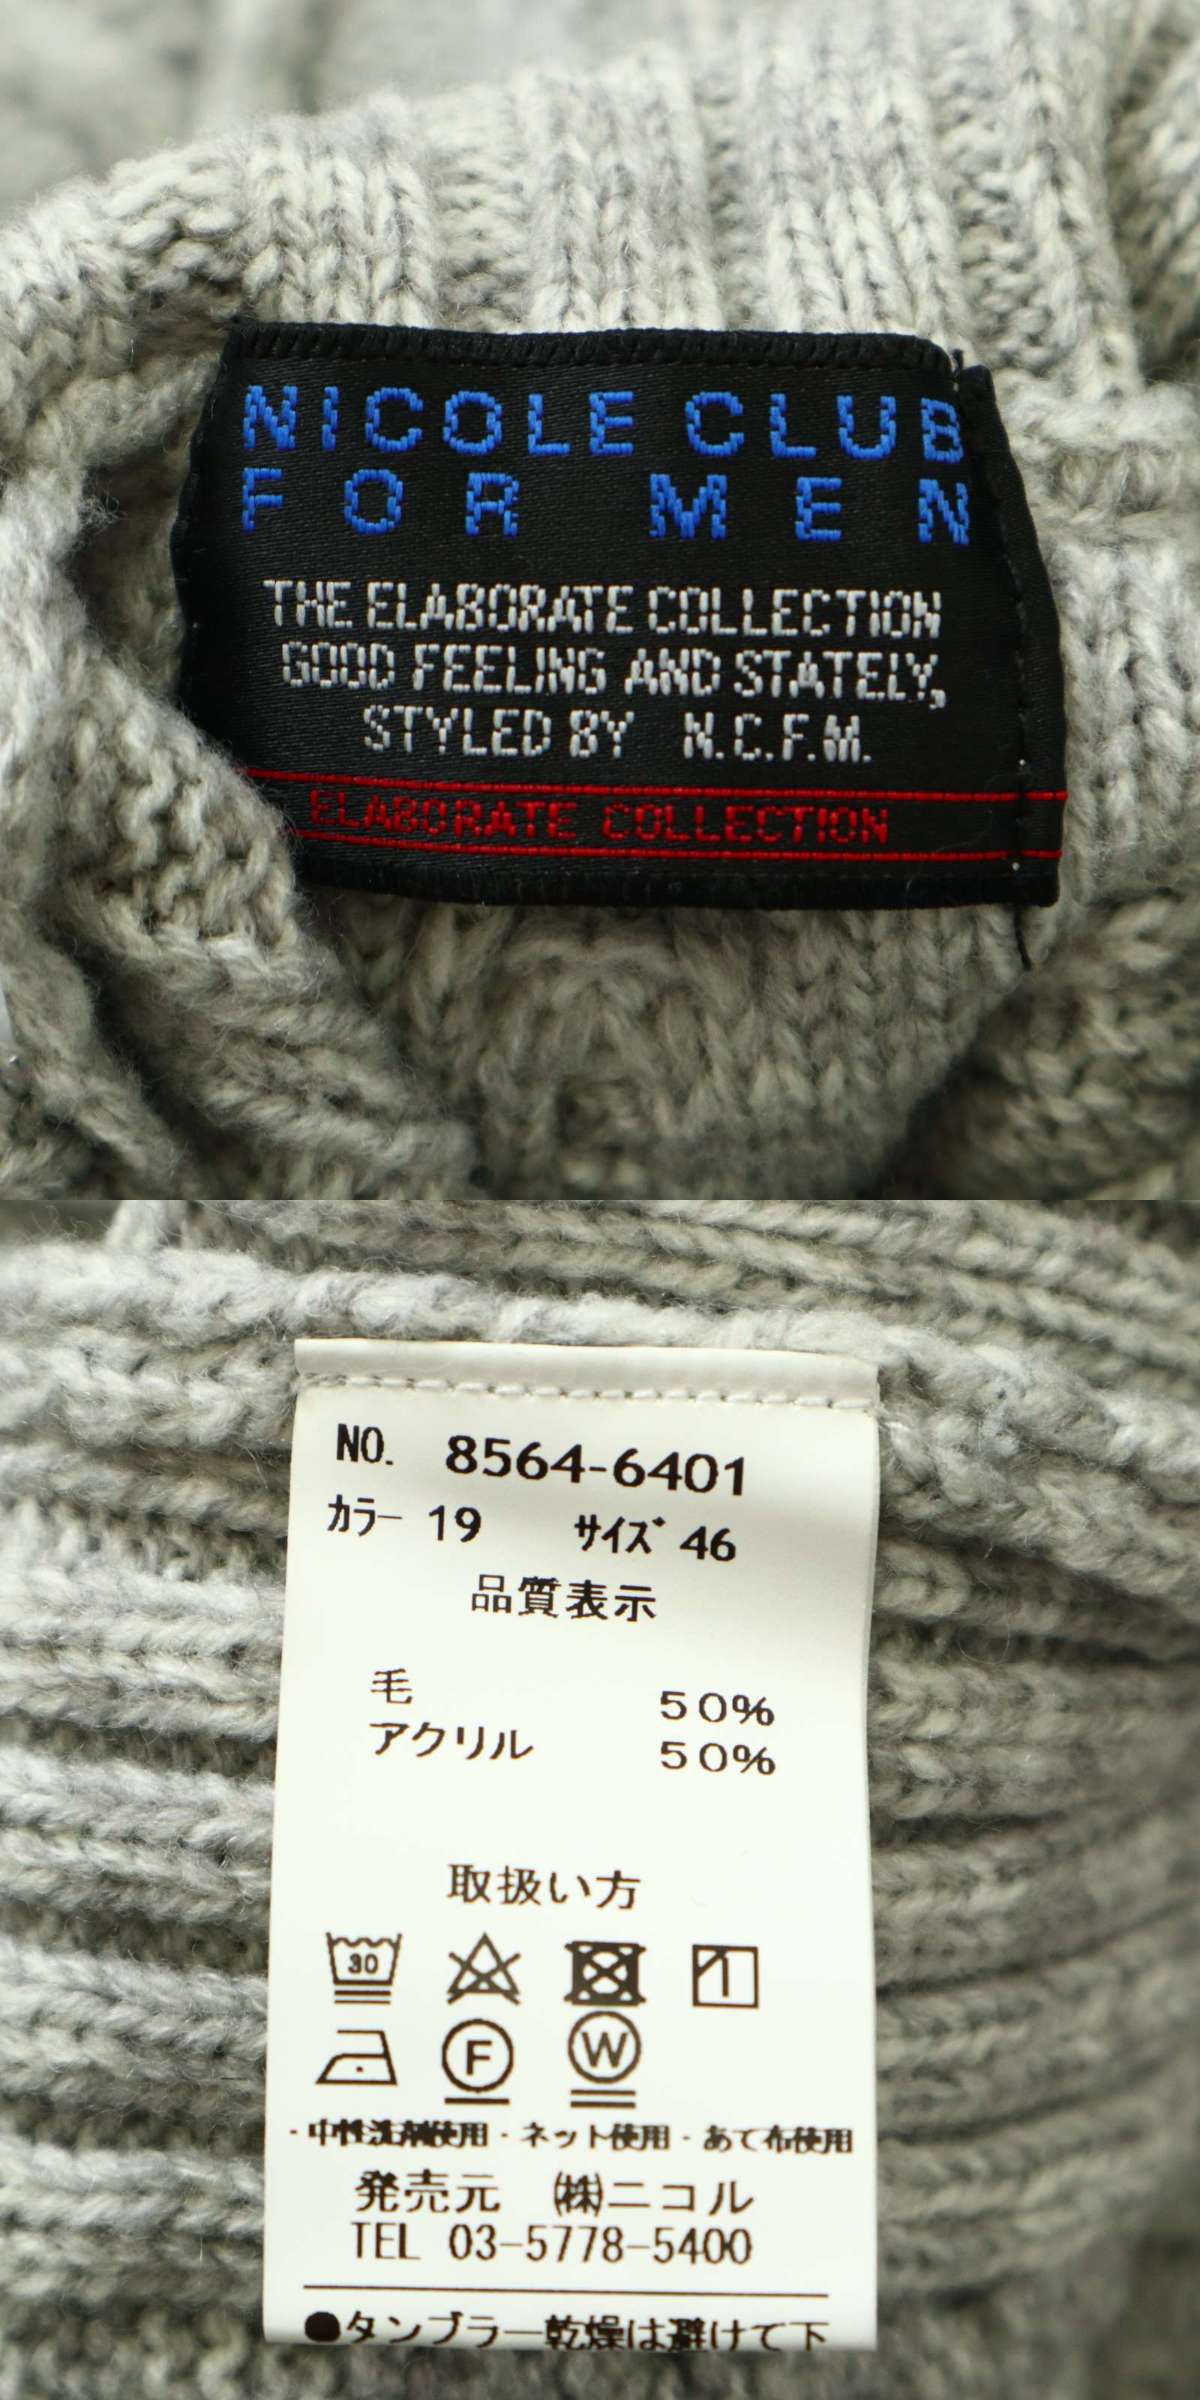 NICOLE CLUB
FOR MEN
THE ELABORATE COLLECTION
GOOD FEELING AND STATELY,
STYLED BY N.C.F.M.
ELABORATE COLLECTION
NO. 8564-6401
カラー 19 サイズ 46
品質表示
毛 50%
アクリル 50%
取扱い方
30
F W
・中性洗剤使用・ネット使用・あて布使用
発売元 ㈱ニコル
TEL 03-5778-5400
●タンブラー乾燥は避けて下